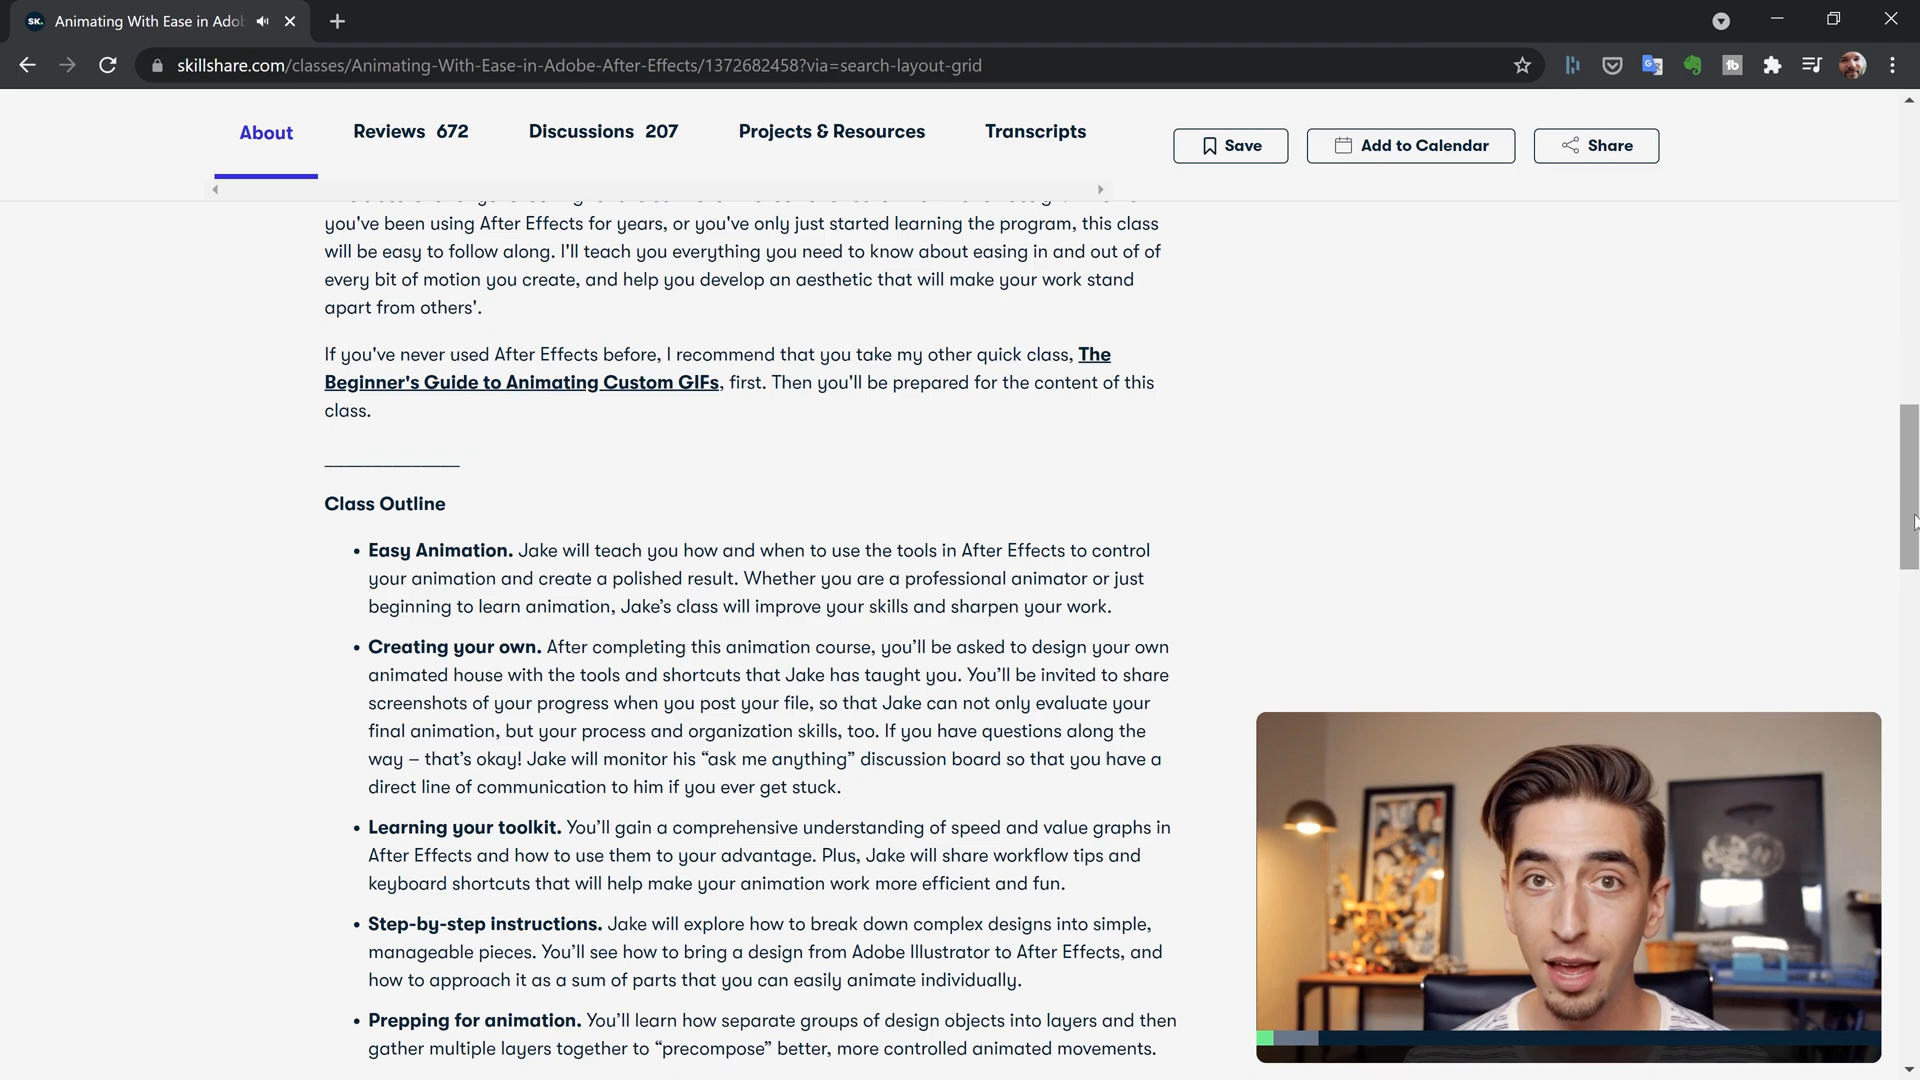 SK.
Animating With Ease in Adob
skillshare.com/classes/Animating-With-Ease-in-Adobe-After-Effects/1372682458?via=search-layout-grid
About
Reviews 672
Discussions 207
Projects & Resources
Transcripts
Save
Add to Calendar
Share
you've been using After Effects for years, or you've only just started learning the program, this class
will be easy to follow along. I'll teach you everything you need to know about easing in and out of of
every bit of motion you create, and help you develop an aesthetic that will make your work stand
apart from others'.
If you've never used After Effects before, I recommend that you take my other quick class, The
Beginner's Guide to Animating Custom GIFs, first. Then you'll be prepared for the content of this
class.
Class Outline
• Easy Animation. Jake will teach you how and when to use the tools in After Effects to control
your animation and create a polished result. Whether you are a professional animator or just
beginning to learn animation, Jake’s class will improve your skills and sharpen your work.
• Creating your own. After completing this animation course, you’ll be asked to design your own
animated house with the tools and shortcuts that Jake has taught you. You’ll be invited to share
screenshots of your progress when you post your file, so that Jake can not only evaluate your
final animation, but your process and organization skills, too. If you have questions along the
way – that’s okay! Jake will monitor his “ask me anything” discussion board so that you have a
direct line of communication to him if you ever get stuck.
• Learning your toolkit. You’ll gain a comprehensive understanding of speed and value graphs in
After Effects and how to use them to your advantage. Plus, Jake will share workflow tips and
keyboard shortcuts that will help make your animation work more efficient and fun.
• Step-by-step instructions. Jake will explore how to break down complex designs into simple,
manageable pieces. You’ll see how to bring a design from Adobe Illustrator to After Effects, and
how to approach it as a sum of parts that you can easily animate individually.
• Prepping for animation. You’ll learn how separate groups of design objects into layers and then
gather multiple layers together to “precompose” better, more controlled animated movements.